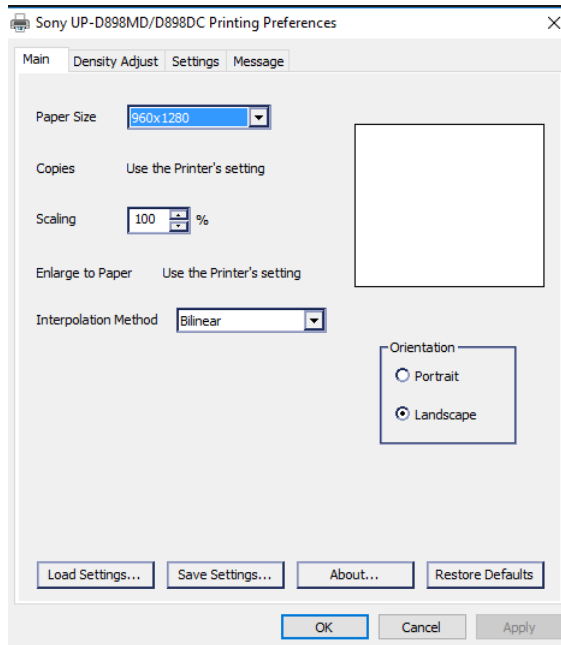 Sony UP-D898MD/D898DC Printing Preferences
Main Density Adjust Settings Message
Paper Size 960x1280
Copies Use the Printer's setting
Scaling 100 %
Enlarge to Paper Use the Printer's setting
Interpolation Method Bilinear
Orientation
Portrait
Landscape
Load Settings... Save Settings... About... Restore Defaults
OK Cancel Apply